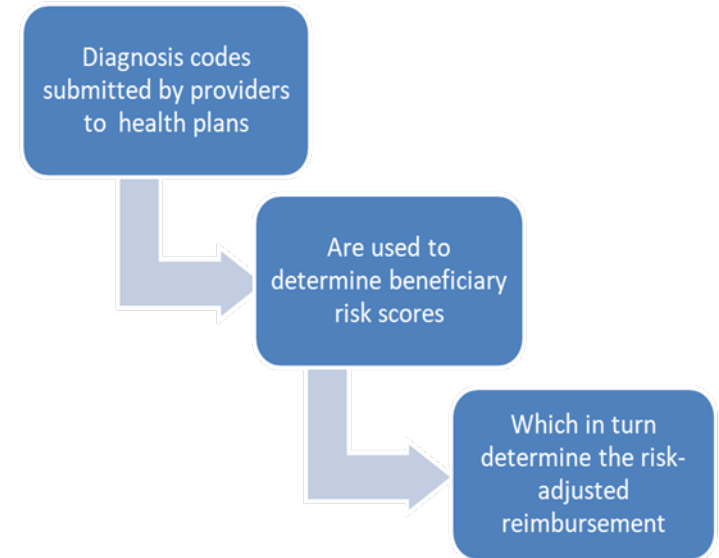 Diagnosis codes
submitted by providers
to health plans
Are used to
determine beneficiary
risk scores
Which in turn
determine the risk-
adjusted
reimbursement